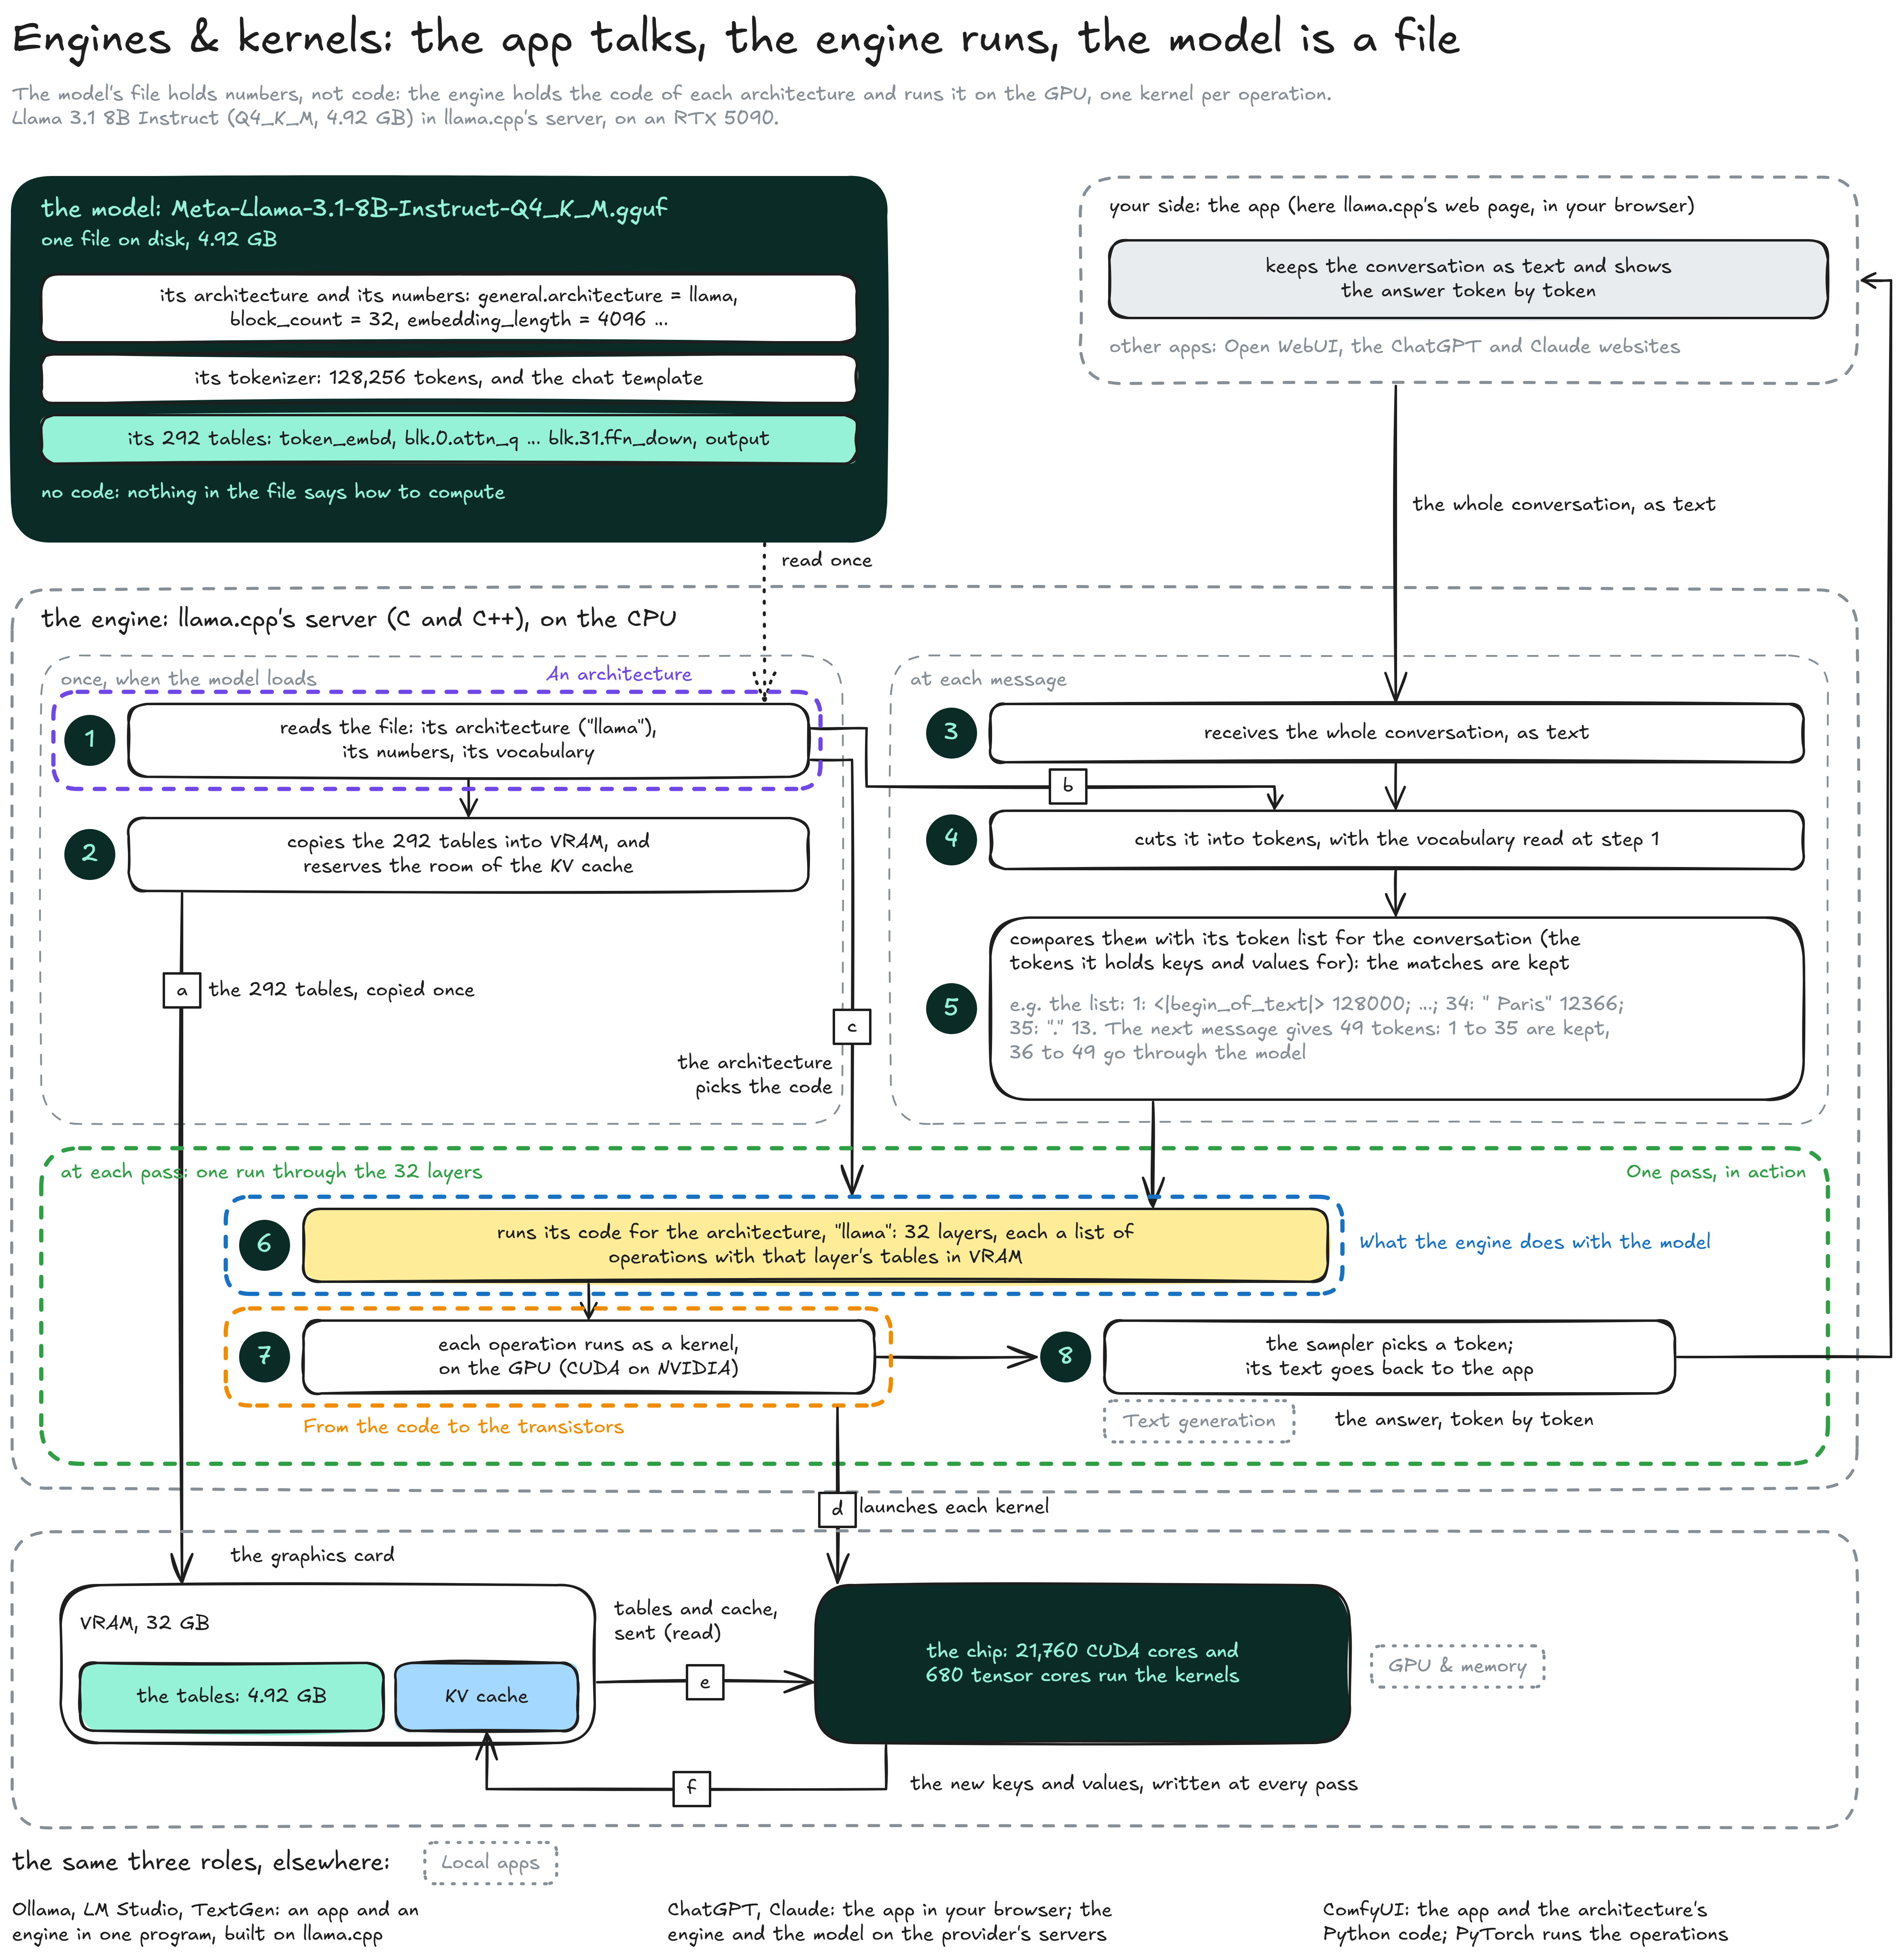 Engines & kernels: the app talks, the engine runs, the model is a file
The model's file holds numbers, not code: the engine holds the code of each architecture and runs it on the GPU, one kernel per operation.
Llama 3.1 8B Instruct (Q4_K_M, 4.92 GB) in llama.cpp's server, on an RTX 5090.
the model: Meta-Llama-3.1-8B-Instruct-Q4_K_M.gguf
one file on disk, 4.92 GB
its architecture and its numbers: general.architecture = llama,
block_count = 32, embedding_length = 4096 ...
its tokenizer: 128,256 tokens, and the chat template
its 292 tables: token_embd, blk.0.attn_q ... blk.31.ffn_down, output
no code: nothing in the file says how to compute
your side: the app (here llama.cpp's web page, in your browser)
keeps the conversation as text and shows
the answer token by token
other apps: Open WebUI, the ChatGPT and Claude websites
the whole conversation, as text
read once
the engine: llama.cpp's server (C and C++), on the CPU
once, when the model loads
An architecture
1
reads the file: its architecture ("llama"),
its numbers, its vocabulary
2
copies the 292 tables into VRAM, and
reserves the room of the KV cache
a
the 292 tables, copied once
b
c
the architecture
picks the code
at each message
3
receives the whole conversation, as text
4
cuts it into tokens, with the vocabulary read at step 1
5
compares them with its token list for the conversation (the
tokens it holds keys and values for): the matches are kept
e.g. the list: 1: <|begin_of_text|> 128000; ...; 34: " Paris" 12366;
35: "." 13. The next message gives 49 tokens: 1 to 35 are kept,
36 to 49 go through the model
at each pass: one run through the 32 layers
One pass, in action
6
runs its code for the architecture, "llama": 32 layers, each a list of
operations with that layer's tables in VRAM
What the engine does with the model
7
each operation runs as a kernel,
on the GPU (CUDA on NVIDIA)
From the code to the transistors
8
the sampler picks a token;
its text goes back to the app
Text generation
the answer, token by token
d
launches each kernel
the graphics card
VRAM, 32 GB
the tables: 4.92 GB
KV cache
tables and cache,
sent (read)
e
the chip: 21,760 CUDA cores and
680 tensor cores run the kernels
GPU & memory
f
the new keys and values, written at every pass
the same three roles, elsewhere:
Local apps
Ollama, LM Studio, TextGen: an app and an
engine in one program, built on llama.cpp
ChatGPT, Claude: the app in your browser; the
engine and the model on the provider's servers
ComfyUI: the app and the architecture's
Python code; PyTorch runs the operations